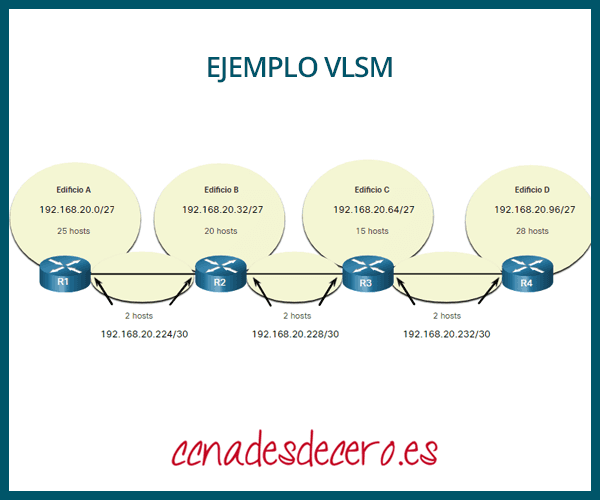 EJEMPLO VLSM
Edificio A
192.168.20.0/27
25 hosts
Edificio B
192.168.20.32/27
20 hosts
Edificio C
192.168.20.64/27
15 hosts
Edificio D
192.168.20.96/27
28 hosts
R1
R2
R3
R4
2 hosts
192.168.20.224/30
2 hosts
192.168.20.228/30
2 hosts
192.168.20.232/30
ccnadesdecero.es